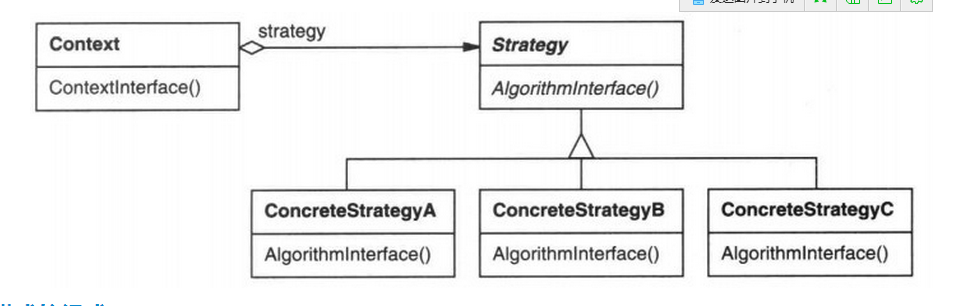 strategy
Context
Strategy
ContextInterface()
AlgorithmInterface()
ConcreteStrategyA
ConcreteStrategyB
ConcreteStrategyC
AlgorithmInterface()
AlgorithmInterface()
AlgorithmInterface()